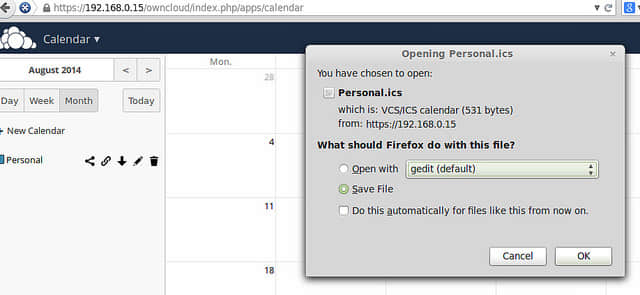 https://192.168.0.15/owncloud/index.php/apps/calendar
Calendar
August 2014
Day Week Month Today
New Calendar
Personal
Mon.
28
4
11
18
Opening Personal.ics
You have chosen to open:
Personal.ics
which is: VCS/ICS calendar (531 bytes)
from: https://192.168.0.15
What should Firefox do with this file?
Open with gedit (default)
Save File
Do this automatically for files like this from now on.
Cancel OK